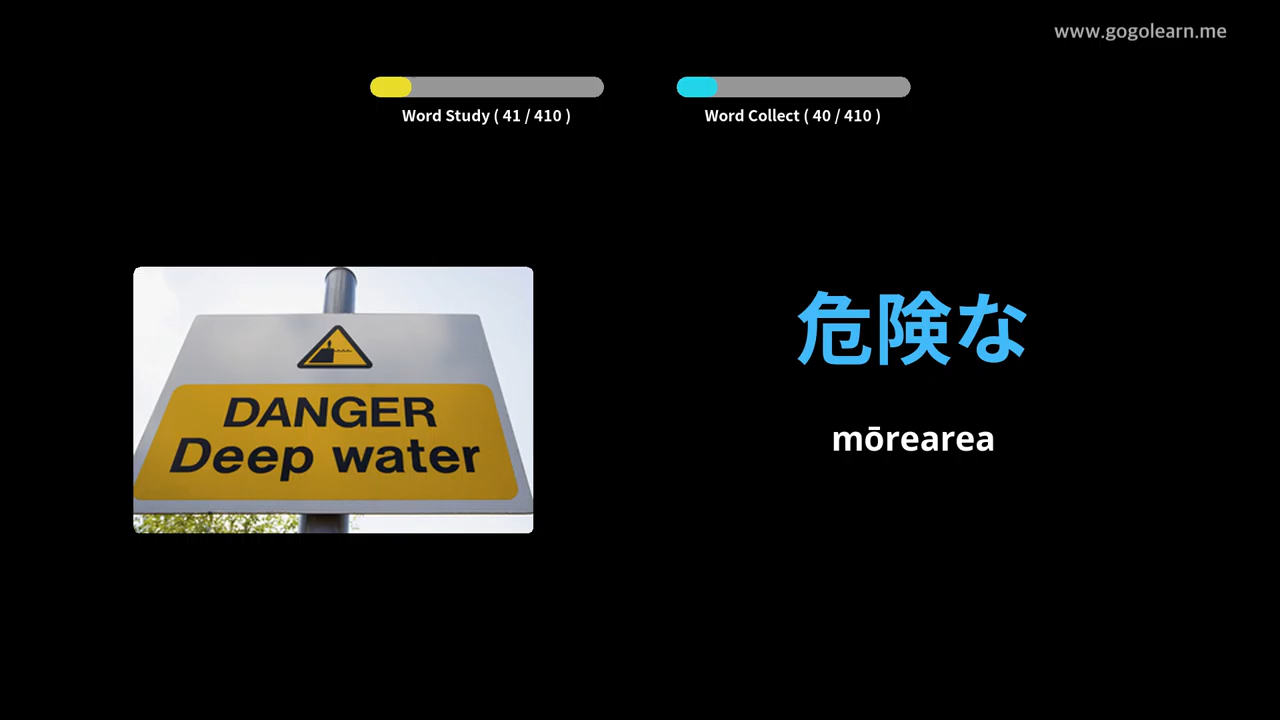 www.gogolearn.me
Word Study ( 41 / 410 )
Word Collect ( 40 / 410 )
DANGER
Deep water
危険な
mōrearea